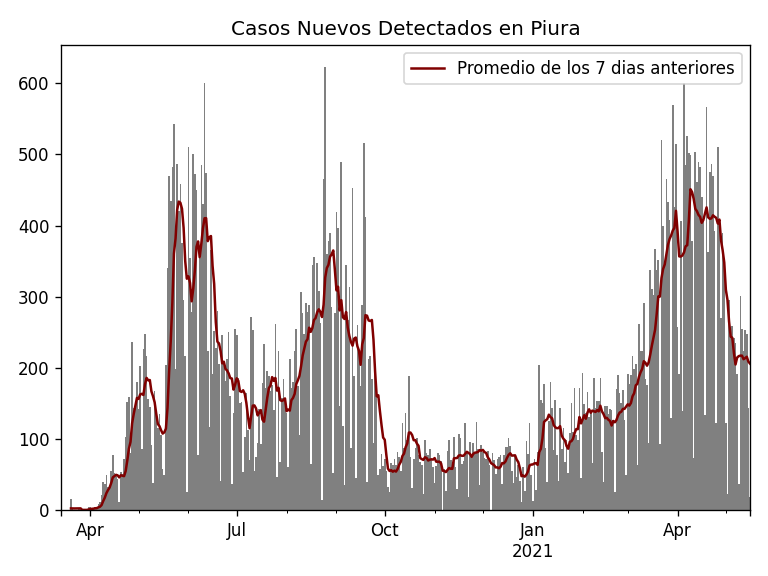 Casos Nuevos Detectados en Piura
Promedio de los 7 dias anteriores
600
500
400
300
200
100
0
Apr
Jul
Oct
Jan
2021
Apr